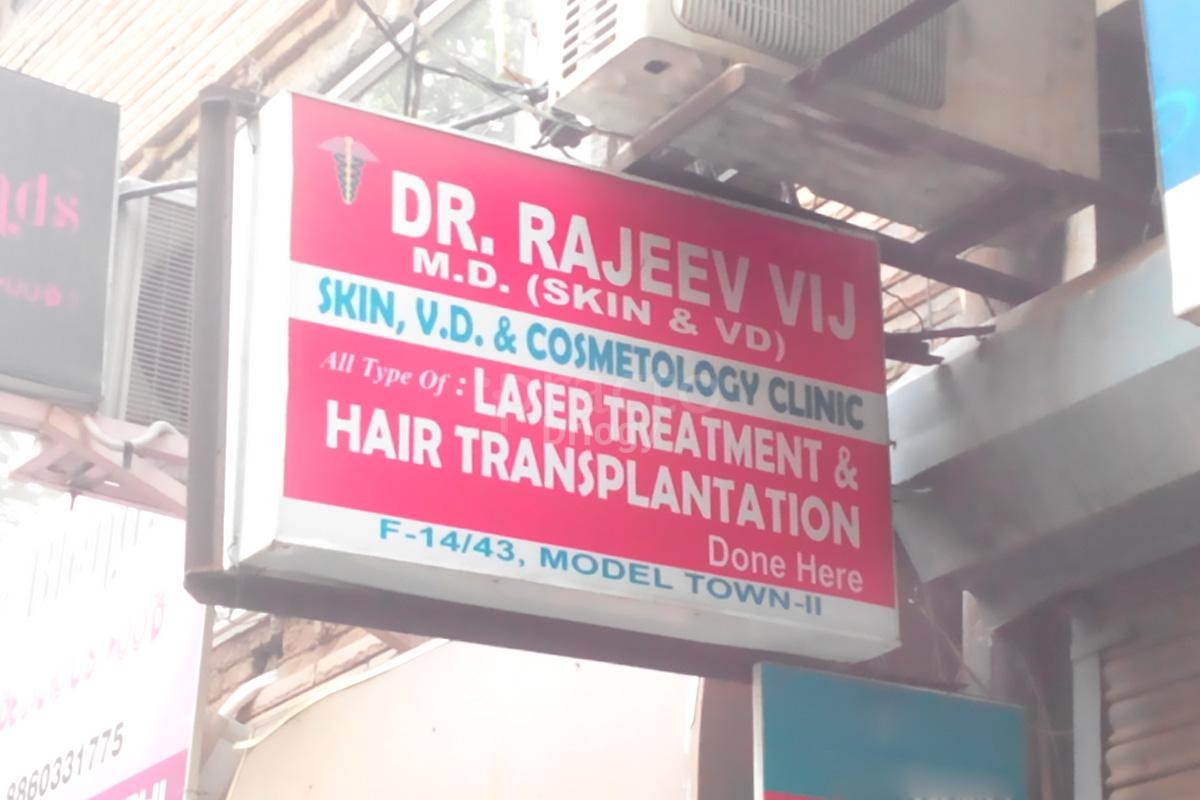 DR. RAJEEV VIJ
M.D. (SKIN & VD)
SKIN, V.D. & COSMETOLOGY CLINIC
All Type Of : LASER TREATMENT &
HAIR TRANSPLANTATION
Done Here
F-14/43, MODEL TOWN-II
8860331775